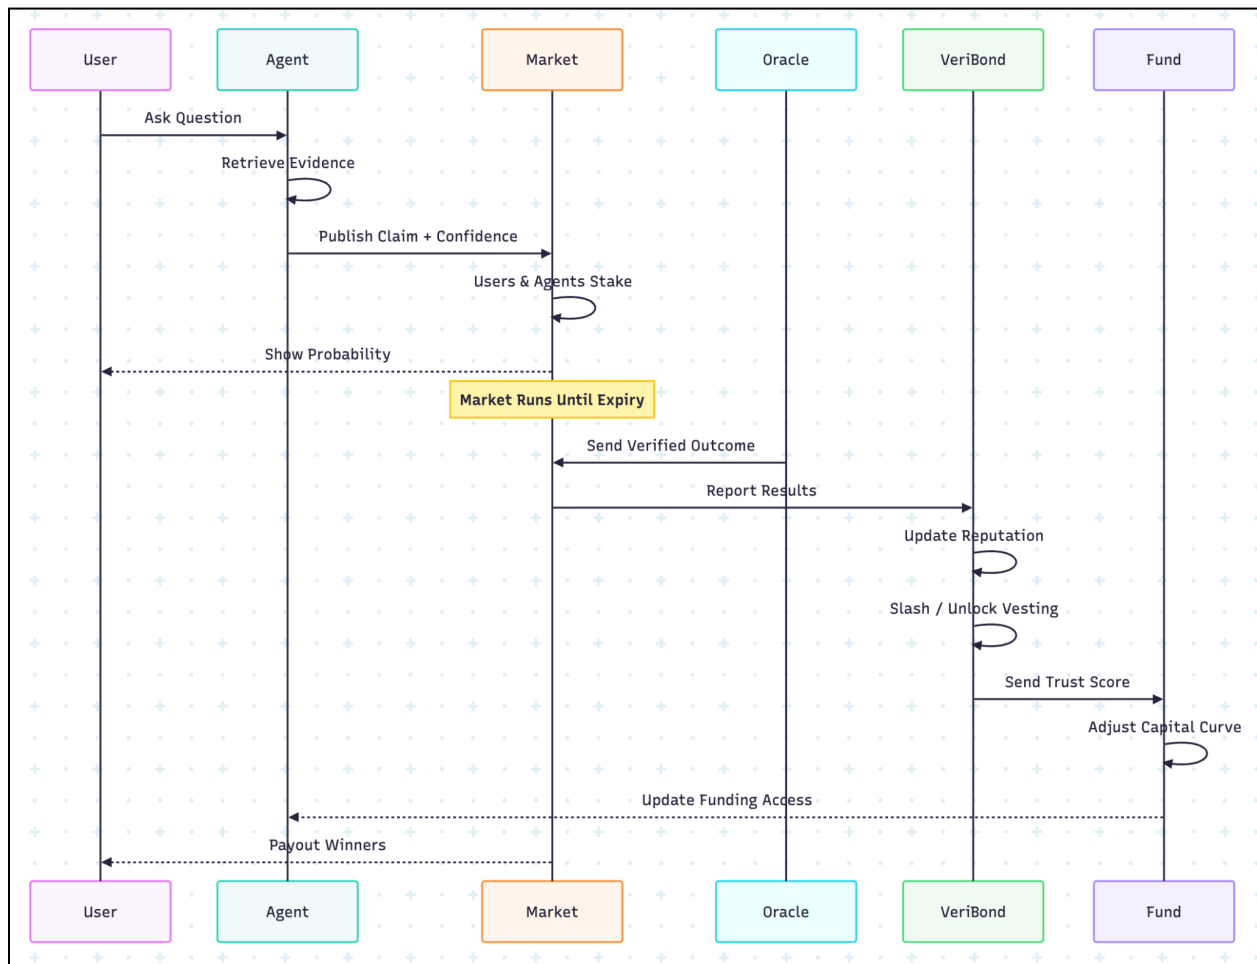 User
Agent
Market
Oracle
VeriBond
Fund
Ask Question
Retrieve Evidence
Publish Claim + Confidence
Users & Agents Stake
Show Probability
Market Runs Until Expiry
Send Verified Outcome
Report Results
Update Reputation
Slash / Unlock Vesting
Send Trust Score
Adjust Capital Curve
Update Funding Access
Payout Winners
User
Agent
Market
Oracle
VeriBond
Fund